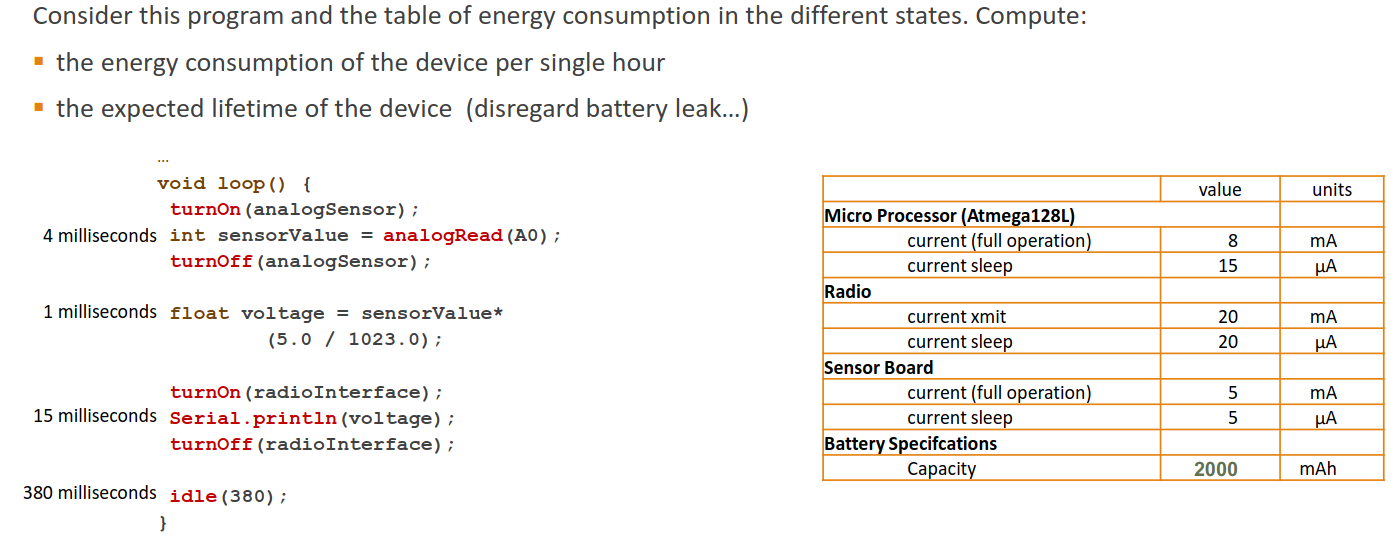 Consider this program and the table of energy consumption in the different states. Compute:
▪ the energy consumption of the device per single hour
▪ the expected lifetime of the device (disregard battery leak…)
…
void loop() {
turnOn(analogSensor);
4 milliseconds int sensorValue = analogRead(A0);
turnOff(analogSensor);
1 milliseconds float voltage = sensorValue*
(5.0 / 1023.0);
turnOn(radioInterface);
15 milliseconds Serial.println(voltage);
turnOff(radioInterface);
380 milliseconds idle(380);
}
value units
Micro Processor (Atmega128L)
current (full operation) 8 mA
current sleep 15 µA
Radio
current xmit 20 mA
current sleep 20 µA
Sensor Board
current (full operation) 5 mA
current sleep 5 µA
Battery Specifcations
Capacity 2000 mAh